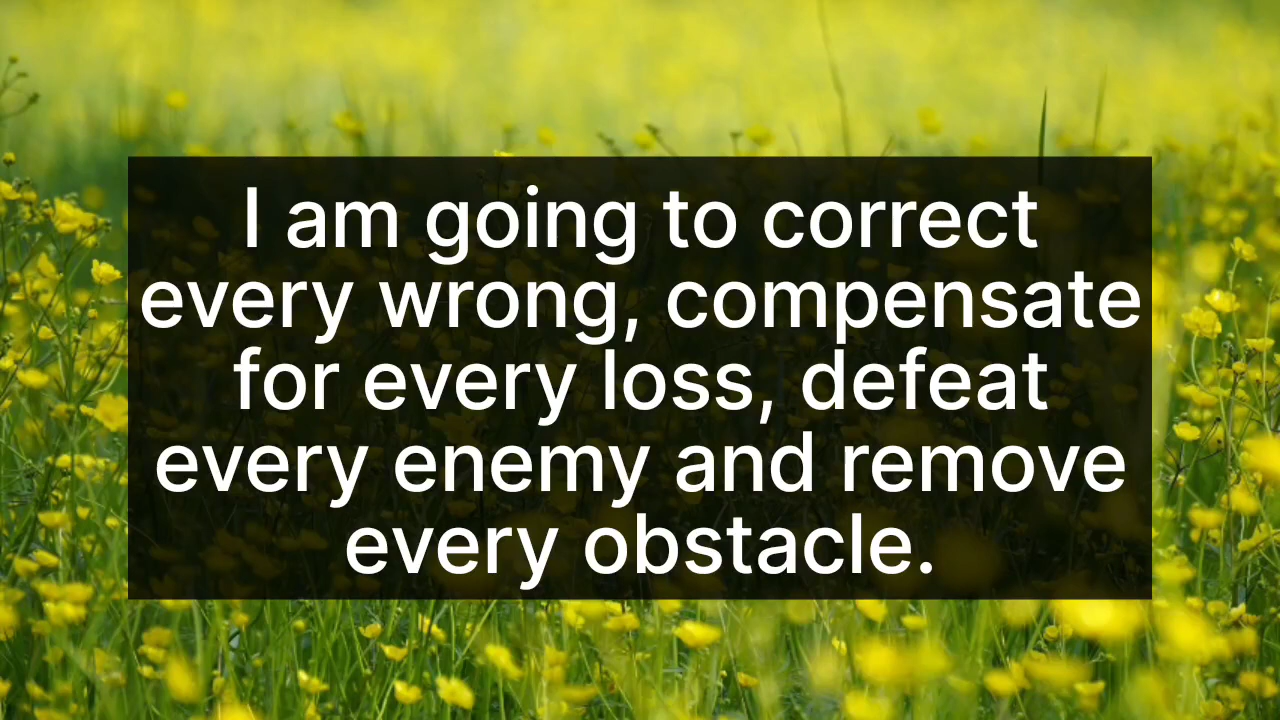 I am going to correct
every wrong, compensate
for every loss, defeat
every enemy and remove
every obstacle.